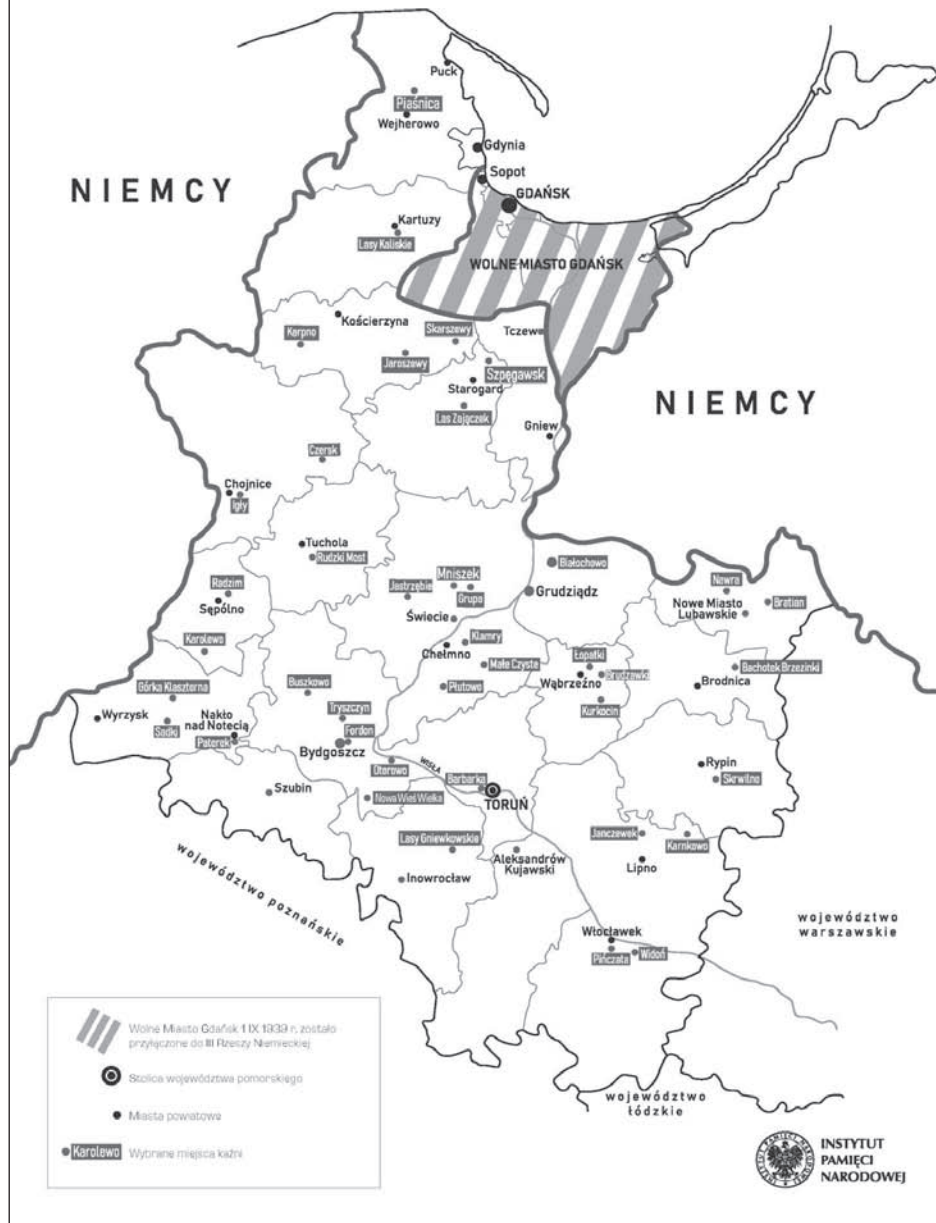 Puck
Piaśnica
Wejherowo
Gdynia
Sopot
GDAŃSK
NIEMCY
Kartuzy
Lasy Kaliskie
WOLNE MIASTO GDAŃSK
Kościerzyna
Skarszewy
Tczew
Karpno
Jaroszewy
Szpęgawsk
Starogard
Las Zajączek
NIEMCY
Gniew
Czersk
Chojnice
Igły
Tuchola
Rudzki Most
Białochowo
Mniszek
Radzim
Jastrzębie
Grupa
Grudziądz
Nawra
Bratian
Sępólno
Świecie
Nowe Miasto
Lubawskie
Karolewo
Klamry
Chełmno
Małe Czyste
Łopatki
Bachotek Brzezinki
Górka Klasztorna
Buszkowo
Płutowo
Wąbrzeźno
Brudzawki
Brodnica
Kurkocin
Wyrzysk
Sadki
Nakło
nad Notecią
Paterek
Tryszczyn
Fordon
Bydgoszcz
WISŁA
Otorowo
Rypin
Skrwilno
Szubin
Nowa Wieś Wielka
Barbarka
TORUŃ
Lasy Gniewkowskie
Janczewek
Karnkowo
Aleksandrów
Kujawski
Lipno
Inowrocław
województwo poznańskie
województwo
warszawskie
Włocławek
Pińczata
Widoń
Wolne Miasto Gdańsk 1 IX 1939 r. zostało
przyłączone do III Rzeszy Niemieckiej
Stolica województwa pomorskiego
Miasta powiatowe
Karolewo
Wybrane miejsca kaźni
województwo
łódzkie
INSTYTUT
PAMIĘCI
NARODOWEJ